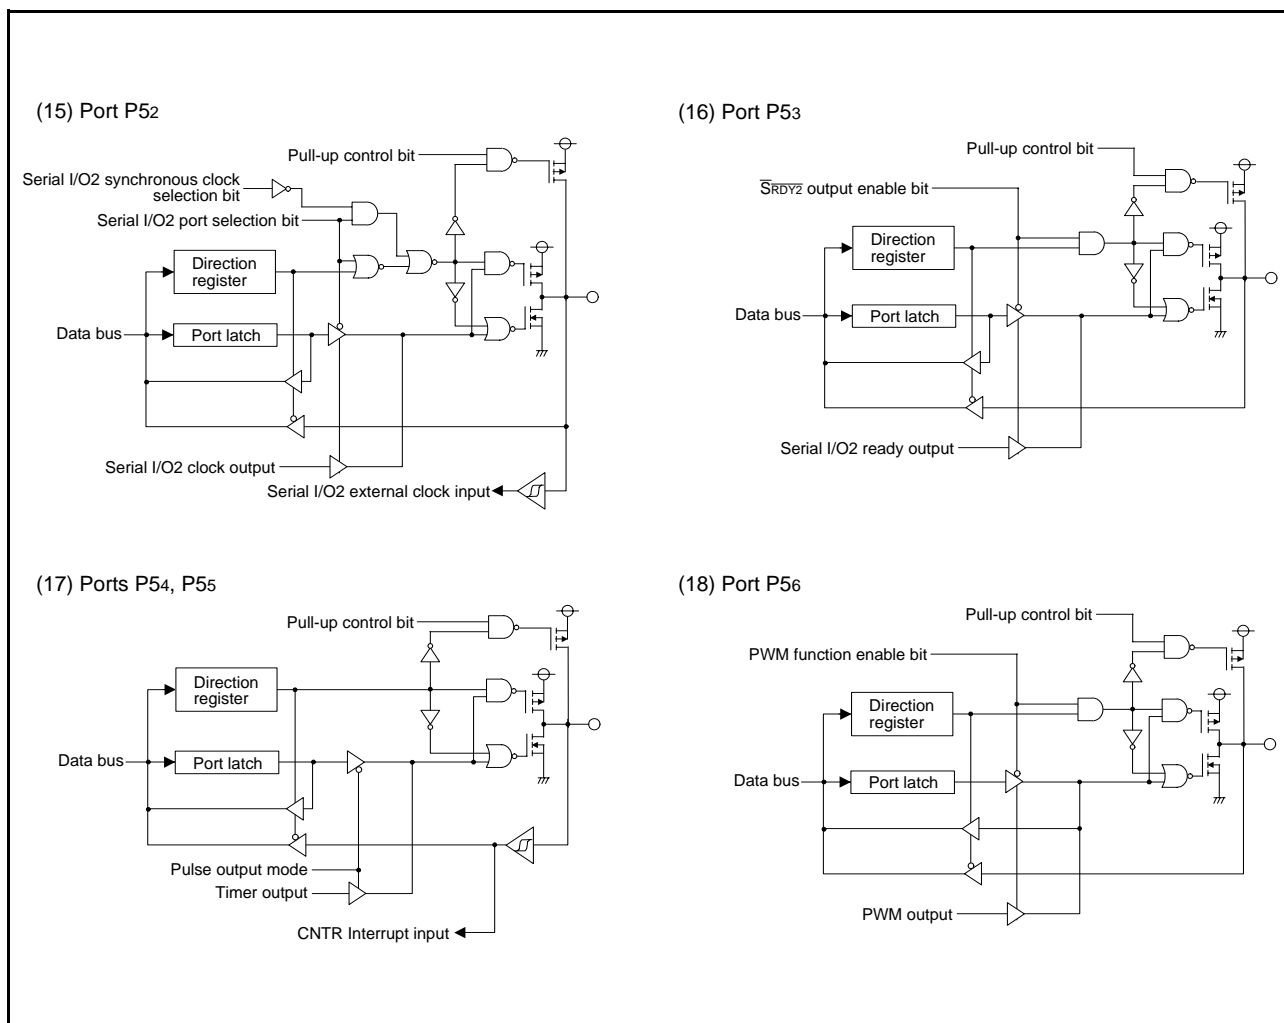 (15) Port P52
Pull-up control bit
Serial I/O2 synchronous clock
selection bit
Serial I/O2 port selection bit
Direction
register
Data bus
Port latch
Serial I/O2 clock output
Serial I/O2 external clock input
(16) Port P53
Pull-up control bit
SRDY2 output enable bit
Direction
register
Data bus
Port latch
Serial I/O2 ready output
(17) Ports P54, P55
Pull-up control bit
Direction
register
Data bus
Port latch
Pulse output mode
Timer output
CNTR Interrupt input
(18) Port P56
Pull-up control bit
PWM function enable bit
Direction
register
Data bus
Port latch
PWM output